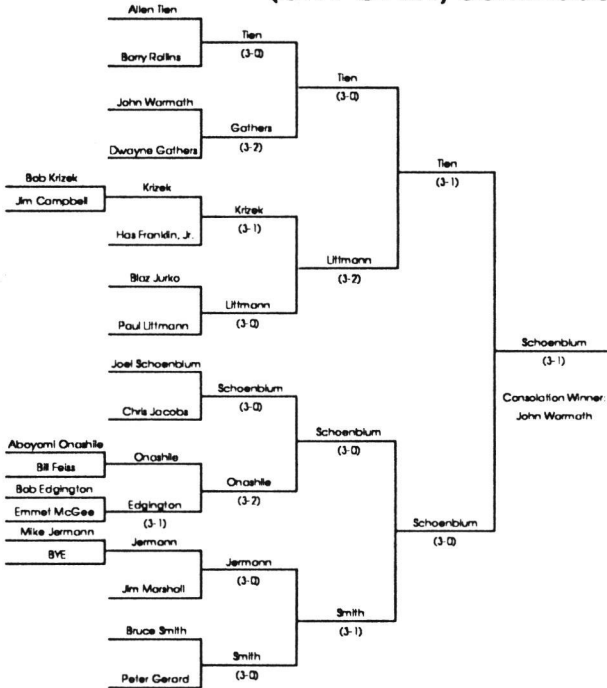 Allen Tien
Barry Rollins
Tien
(3-0)
John Warmath
Dwayne Gathers
Gathers
(3-2)
Tien
(3-0)
Bob Krizek
Jim Campbell
Krizek
Has Franklin, Jr.
Krizek
(3-1)
Blaz Jurko
Paul Littmann
Littmann
(3-0)
Littmann
(3-2)
Tien
(3-1)
Joel Schoenblum
Chris Jacobs
Schoenblum
(3-0)
Abayomi Onashile
Bill Feiss
Onashile
Bob Edgington
Emmet McGee
Edgington
(3-1)
Onashile
(3-2)
Schoenblum
(3-0)
Mike Jermann
BYE
Jermann
Jim Marshall
Jermann
(3-0)
Bruce Smith
Peter Gerard
Smith
(3-0)
Smith
(3-1)
Schoenblum
(3-0)
Schoenblum
(3-1)
Consolation Winner:
John Warmath